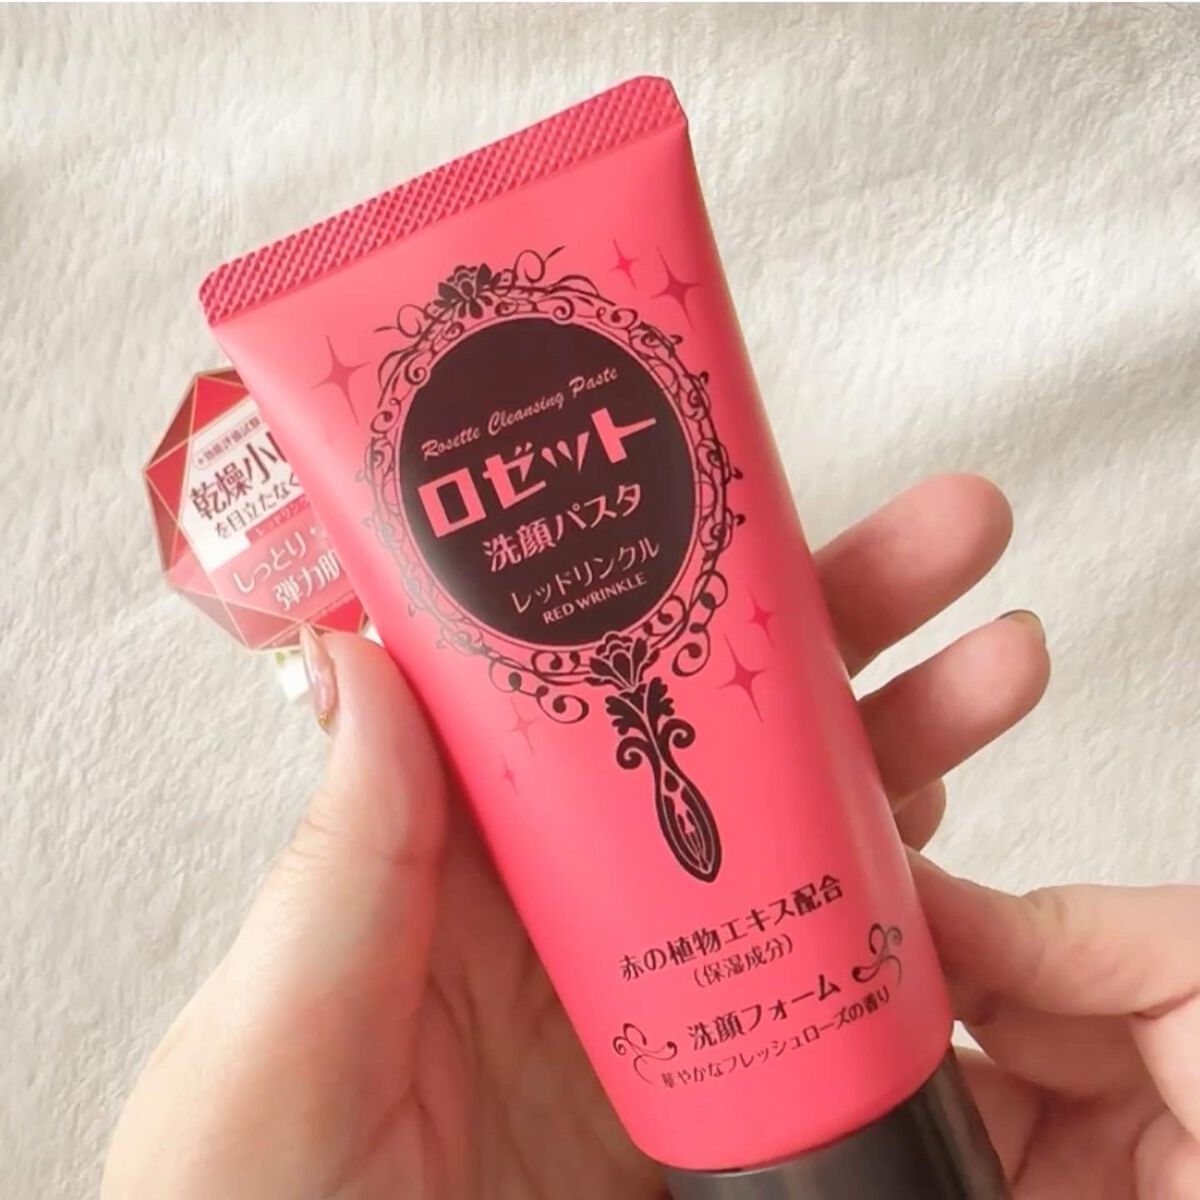 Rosette Cleansing Paste
ロゼット
洗顔パスタ
レッドリンクル
RED WRINKLE
赤の植物エキス配合
(保湿成分)
洗顔フォーム
華やかなフレッシュローズの香り
乾燥小
を目立たなく
しっとり
弾力肌